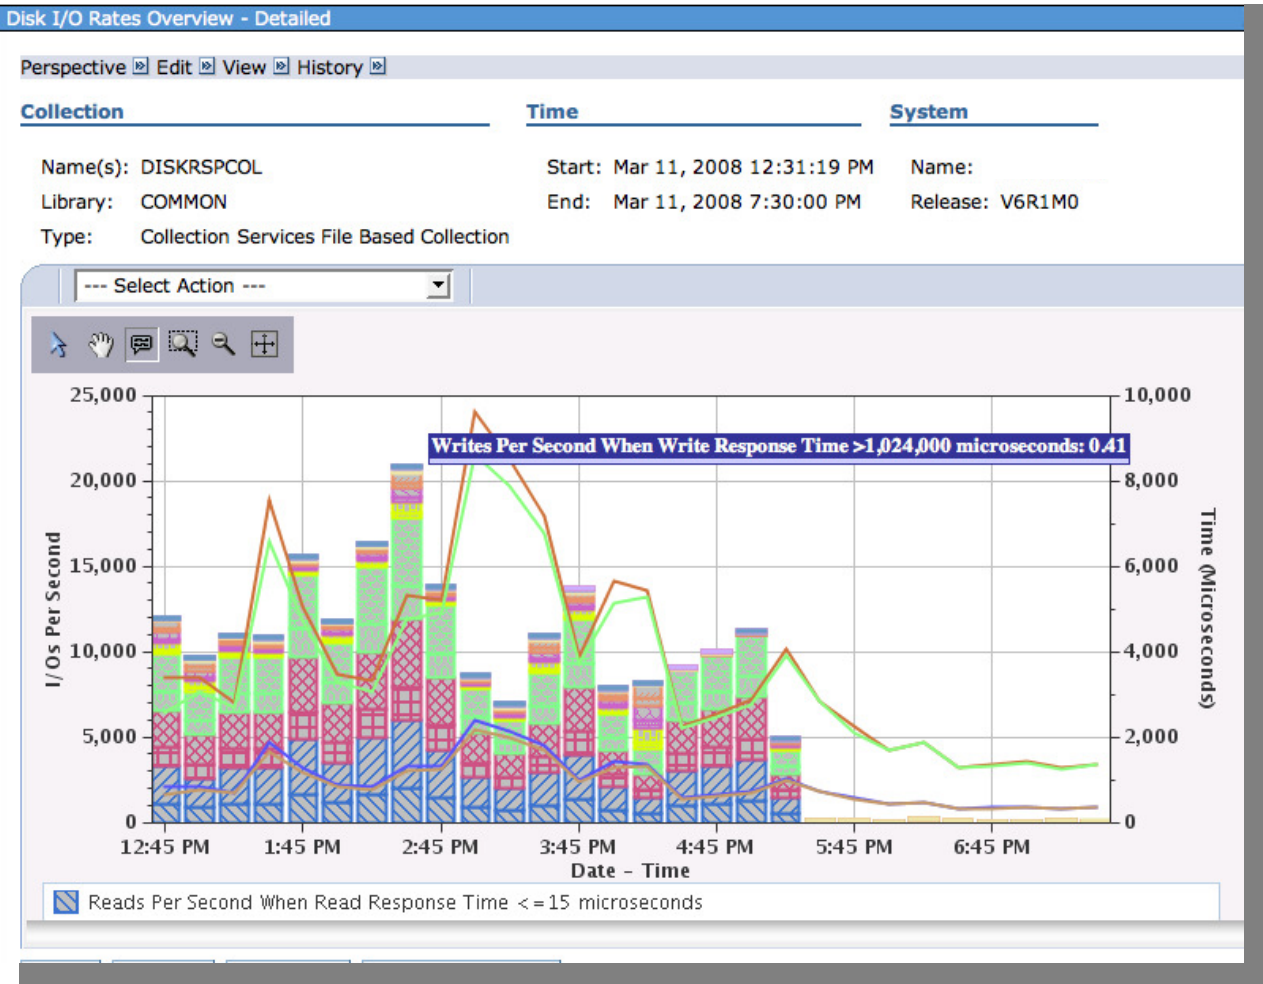 Disk I/O Rates Overview - Detailed
Perspective Edit View History
Collection Time System
Name(s): DISKRSPCOL Start: Mar 11, 2008 12:31:19 PM Name:
Library: COMMON End: Mar 11, 2008 7:30:00 PM Release: V6R1M0
Type: Collection Services File Based Collection
--- Select Action ---
25,000 10,000
Writes Per Second When Write Response Time >1,024,000 microseconds: 0.41
20,000 8,000
15,000 6,000
10,000 4,000
5,000 2,000
0 0
I/Os Per Second
Time (Microseconds)
12:45 PM 1:45 PM 2:45 PM 3:45 PM 4:45 PM 5:45 PM 6:45 PM
Date - Time
Reads Per Second When Read Response Time <=15 microseconds